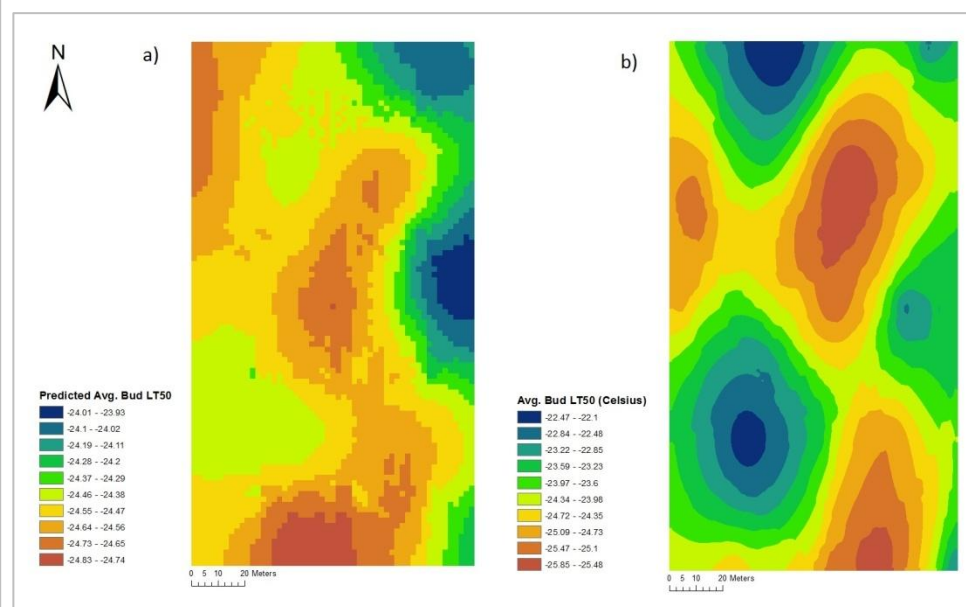 N
a)
b)
Predicted Avg. Bud LT50
-24.01 - -23.93
-24.1 - -24.02
-24.19 - -24.11
-24.28 - -24.2
-24.37 - -24.29
-24.46 - -24.38
-24.55 - -24.47
-24.64 - -24.56
-24.73 - -24.65
-24.83 - -24.74
0 5 10 20 Meters
Avg. Bud LT50 (Celsius)
-22.47 - -22.1
-22.84 - -22.48
-23.22 - -22.85
-23.59 - -23.23
-23.97 - -23.6
-24.34 - -23.98
-24.72 - -24.35
-25.09 - -24.73
-25.47 - -25.1
-25.85 - -25.48
0 5 10 20 Meters